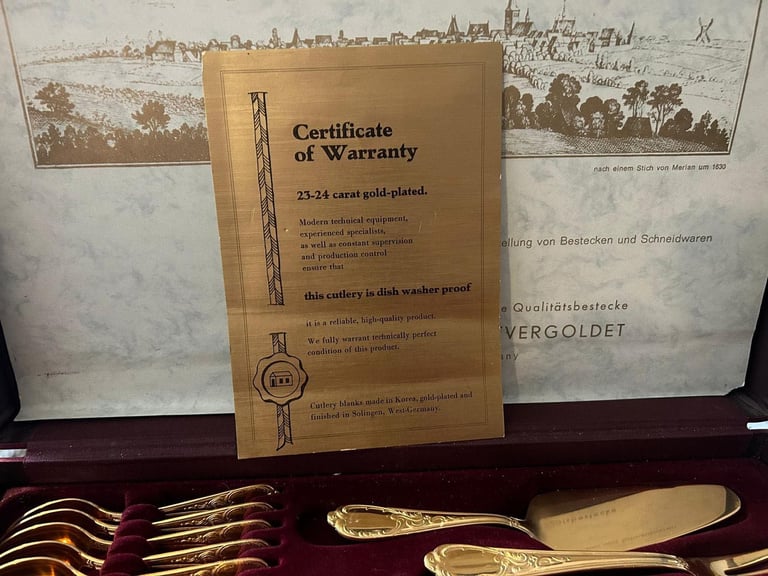 nach einem Stich von Merian um 1630
Certificate
of Warranty
23-24 carat gold-plated.
Modern technical equipment,
experienced specialists,
as well as constant supervision
and production control
ensure that
this cutlery is dish washer proof
it is a reliable, high-quality product.
We fully warrant technically perfect
condition of this product.
Cutlery blanks made in Korea, gold-plated and
finished in Solingen, West-Germany.
ellung von Bestecken und Schneidwaren
e Qualitätsbestecke
VERGOLDET
ny